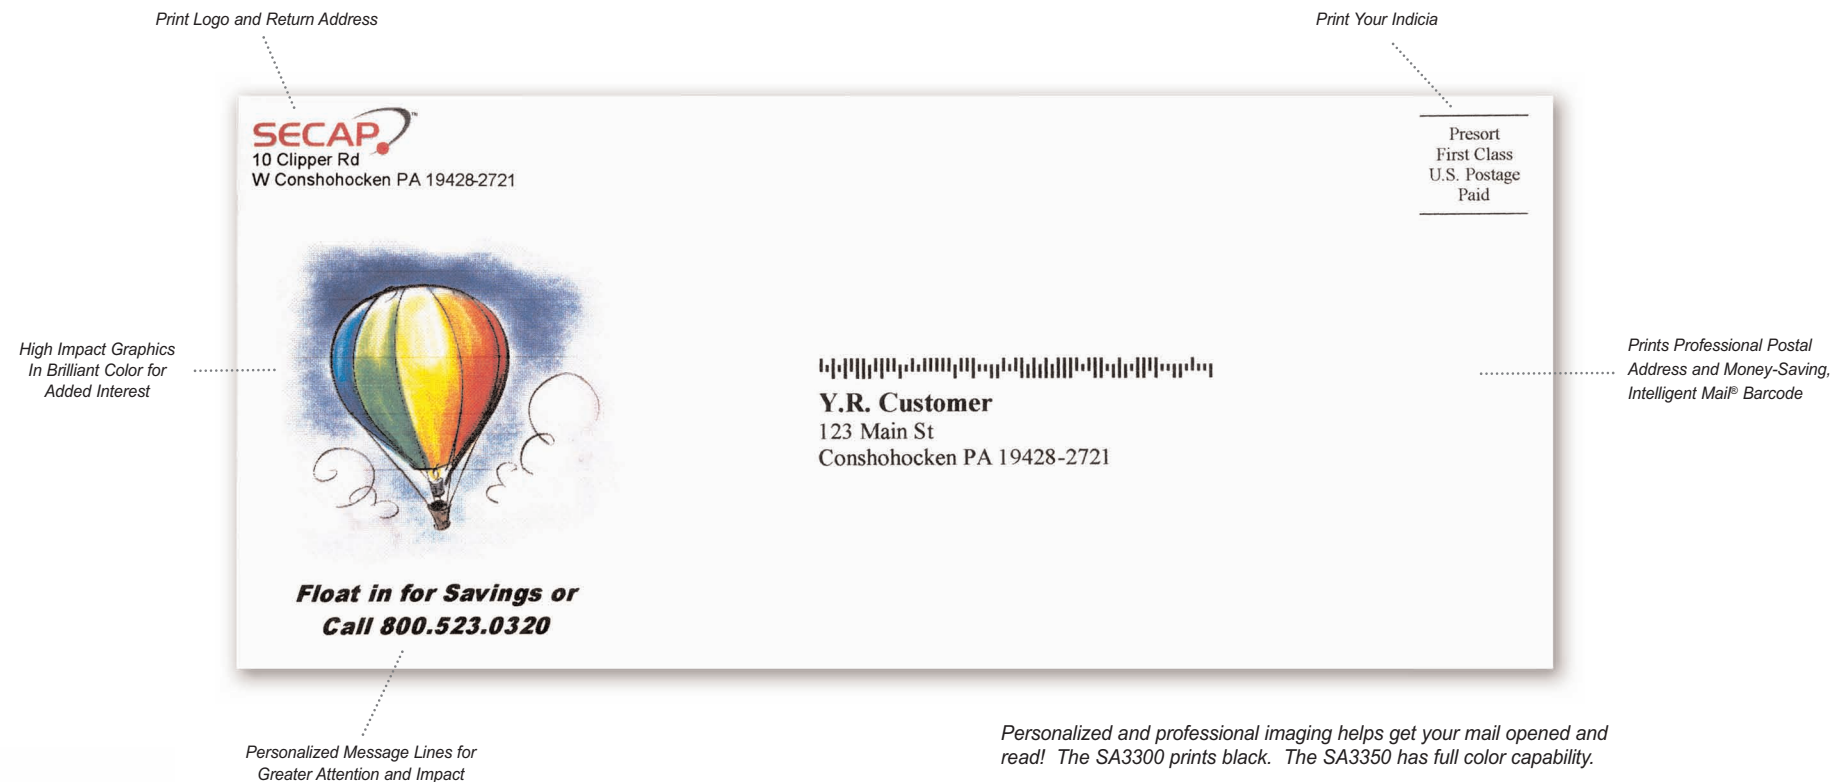 Print Logo and Return Address
Print Your Indicia
SECAP™
10 Clipper Rd
W Conshohocken PA 19428-2721
Presort
First Class
U.S. Postage
Paid
High Impact Graphics
In Brilliant Color for
Added Interest
Prints Professional Postal
Address and Money-Saving,
Intelligent Mail® Barcode
Y.R. Customer
123 Main St
Conshohocken PA 19428-2721
Float in for Savings or
Call 800.523.0320
Personalized Message Lines for
Greater Attention and Impact
Personalized and professional imaging helps get your mail opened and
read! The SA3300 prints black. The SA3350 has full color capability.